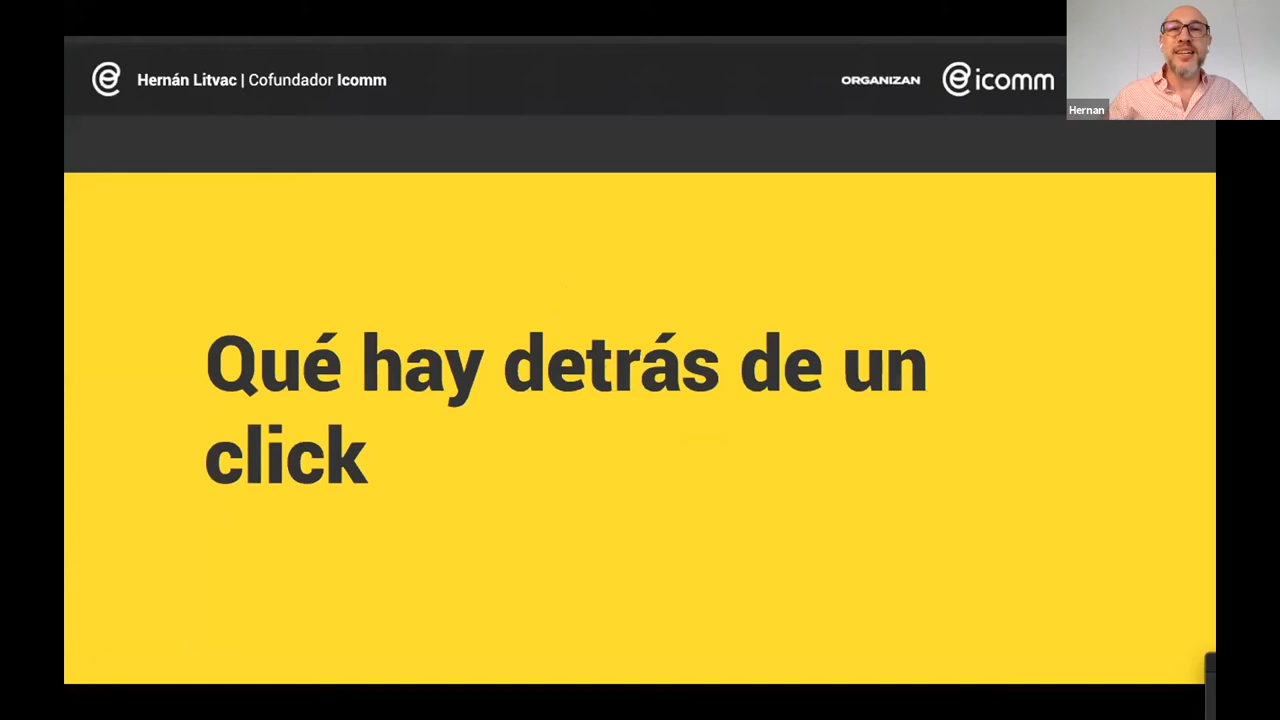 Hernán Litvac | Cofundador Icomm
ORGANIZAN
icomm
Hernan
Qué hay detrás de un
click